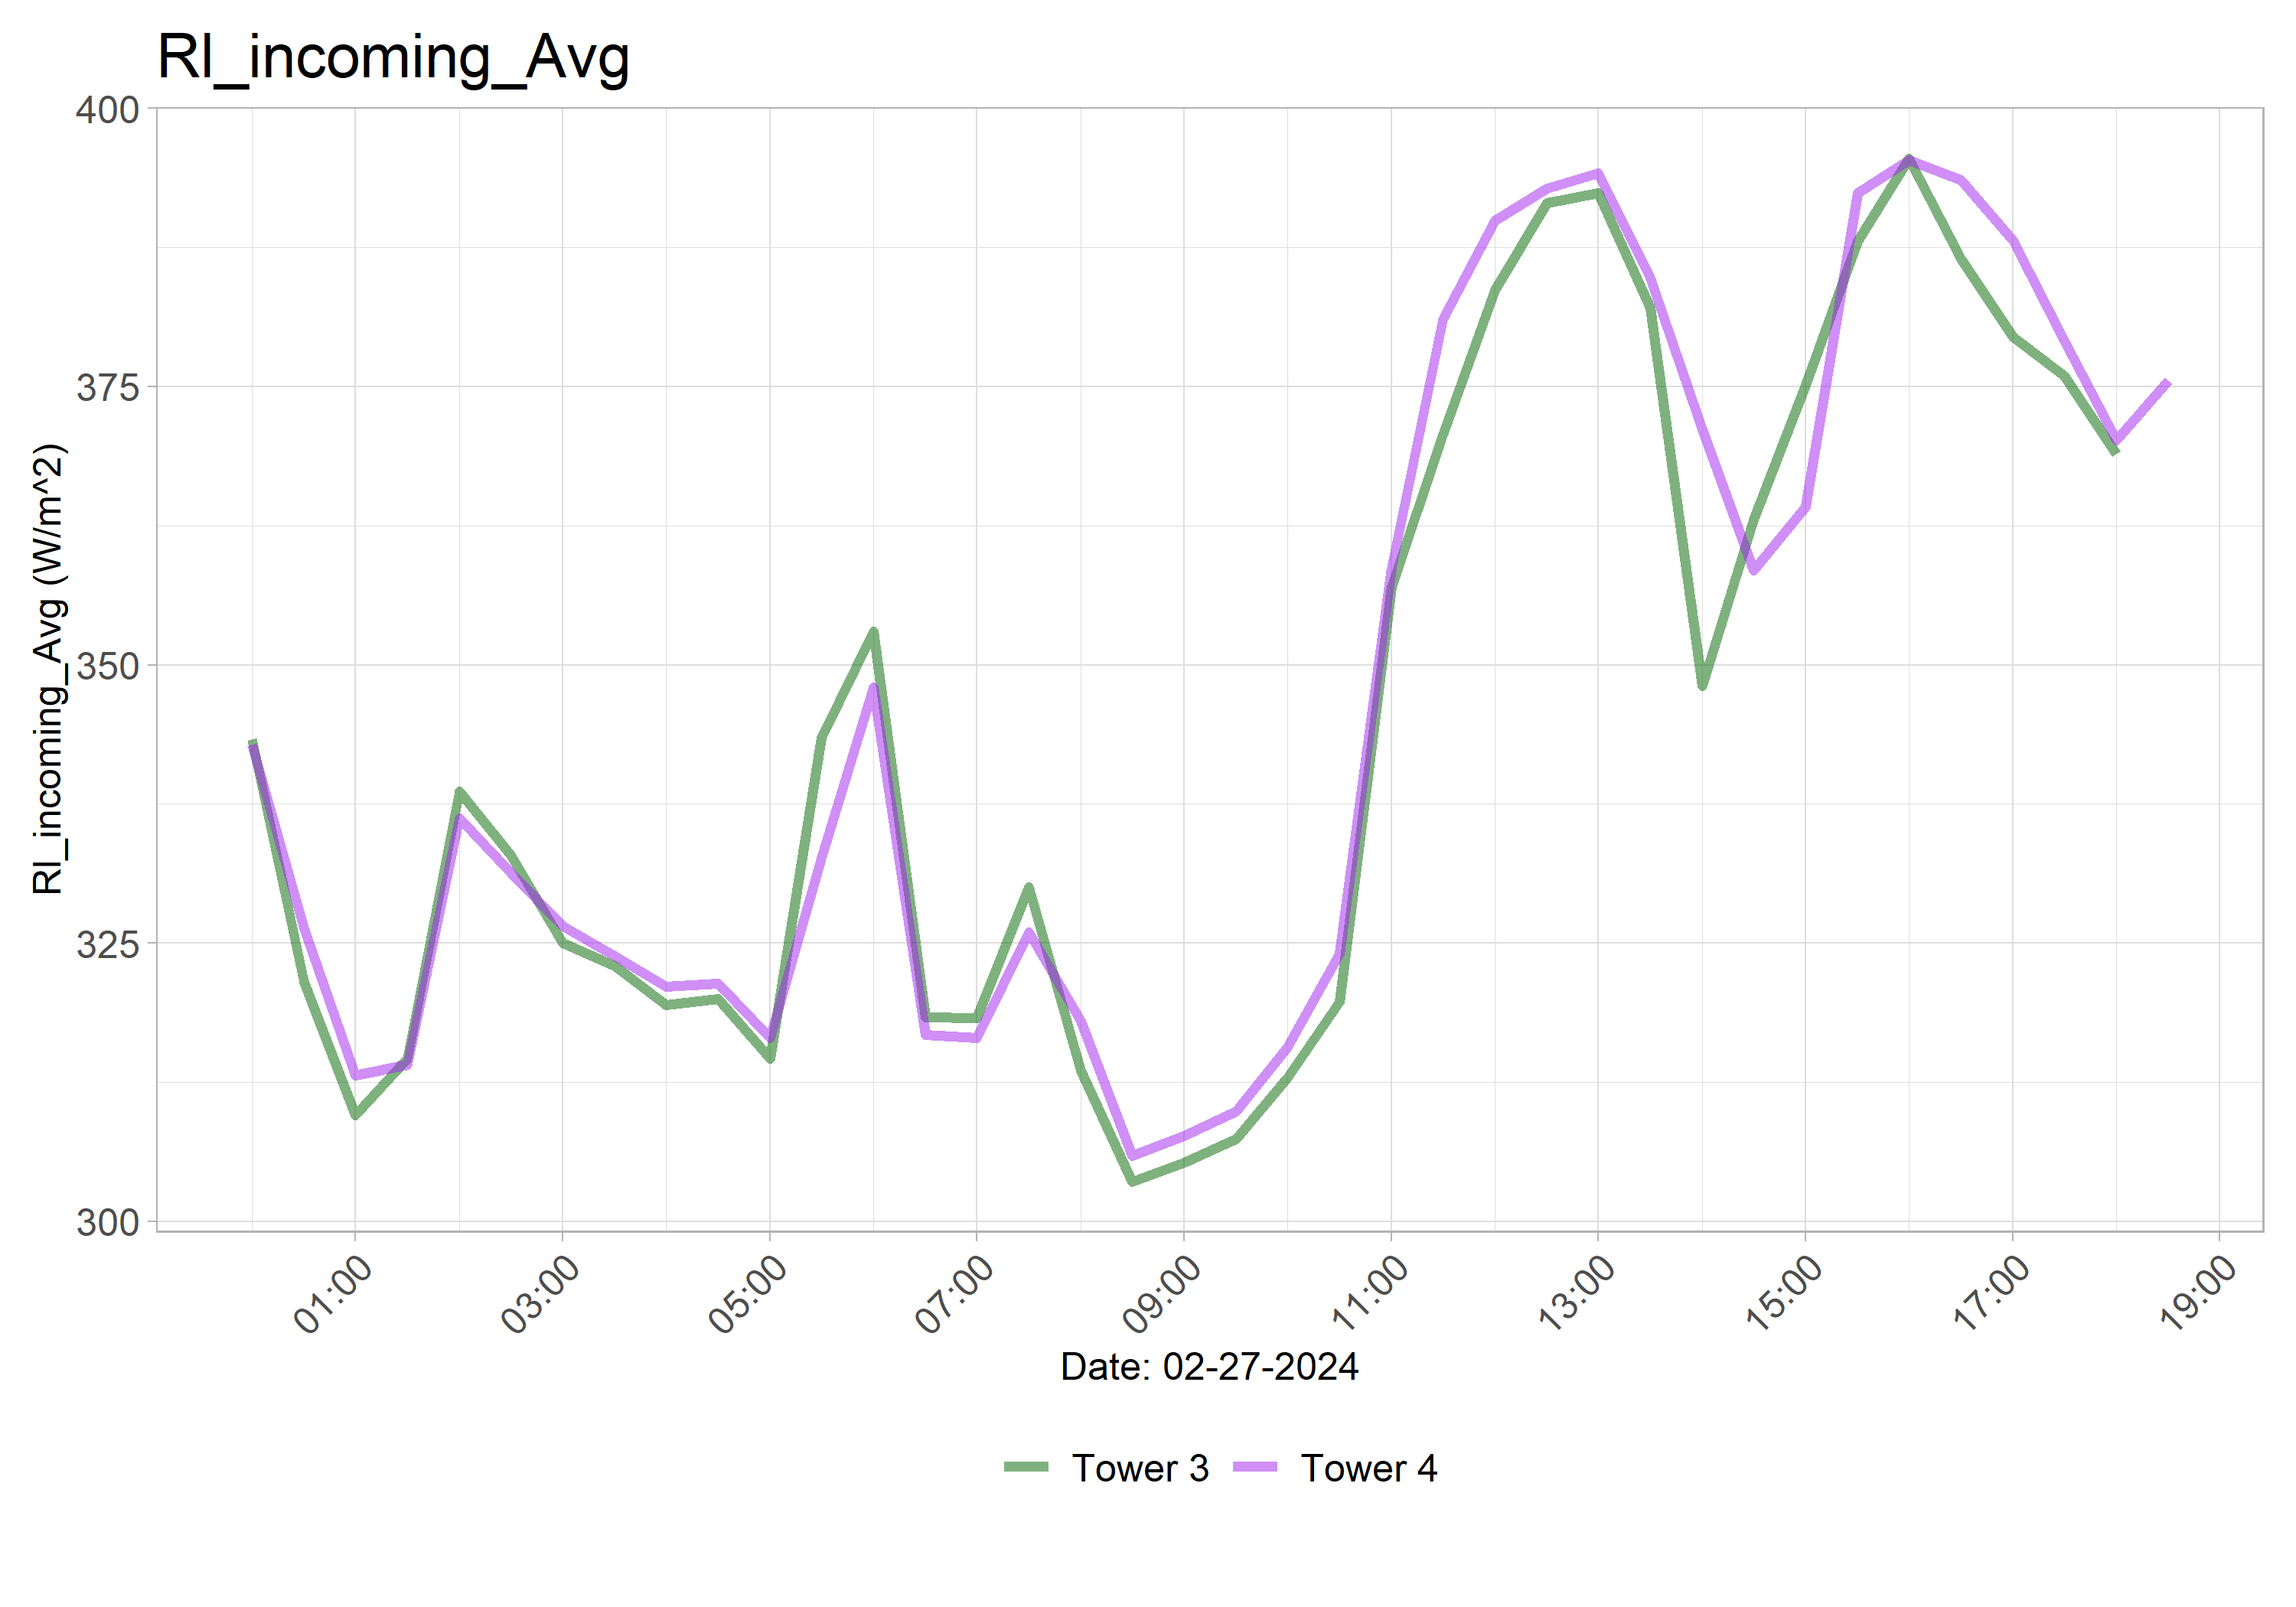 Rl_incoming_Avg
Rl_incoming_Avg (W/m^2)
400
375
350
325
300
01:00 03:00 05:00 07:00 09:00 11:00 13:00 15:00 17:00 19:00
Date: 02-27-2024
Tower 3 Tower 4